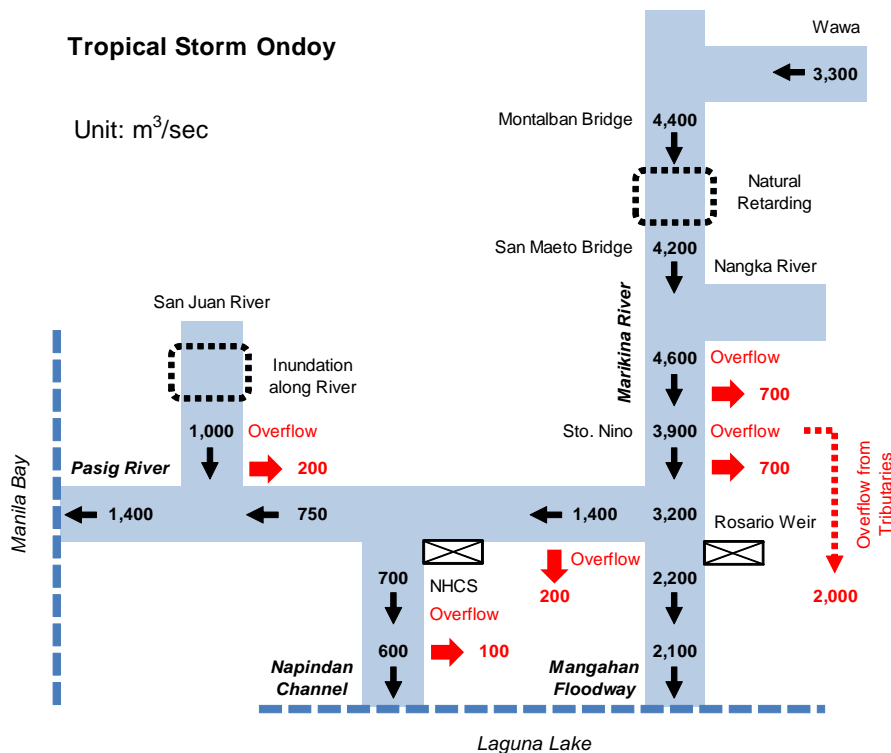 Tropical Storm Ondoy
Unit: m³/sec
Wawa
3,300
Montalban Bridge
4,400
Natural
Retarding
San Maeto Bridge
4,200
Nangka River
Marikina River
San Juan River
Inundation
along River
4,600
Overflow
700
1,000
Overflow
200
Sto. Nino
3,900
Overflow
700
Overflow from
Tributaries
2,000
Manila Bay
Pasig River
1,400
750
1,400
3,200
Rosario Weir
Overflow
200
700
NHCS
Overflow
100
2,200
600
2,100
Napindan
Channel
Mangahan
Floodway
Laguna Lake